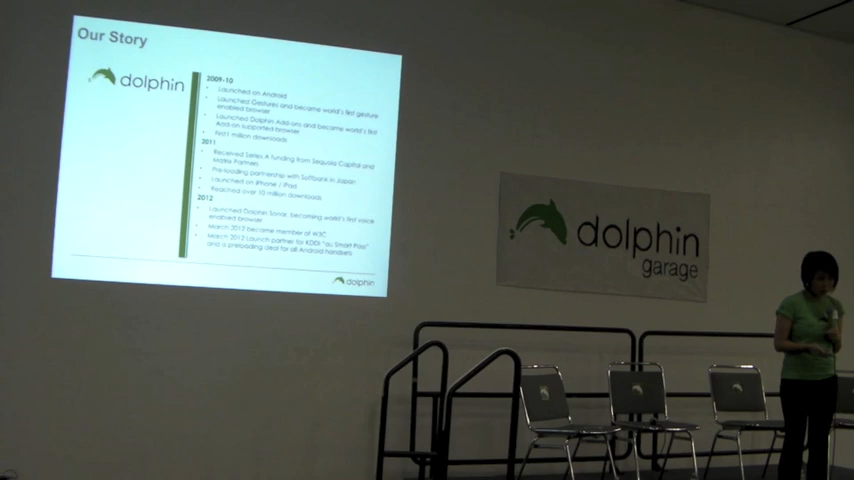 Our Story
dolphin
2009-10
Launched on Android
Launched Gestures and became world's first gesture
enabled browser
Launched Dolphin Add-ons and became world's first
Add-on supported browser
First 1 million downloads
2011
Received Series A funding from Sequoia Capital and
Matrix Partners
Pre-loading partnership with Softbank in Japan
Launched on iPhone / iPad
Reached over 10 million downloads
2012
Launched Dolphin Sonar, becoming world's first voice
enabled browser
March 2012 became member of W3C
March 2012 Launch partner for KDDI "au Smart Pass"
and is preloading deal for all Android handsets
dolphin
dolphin
garage